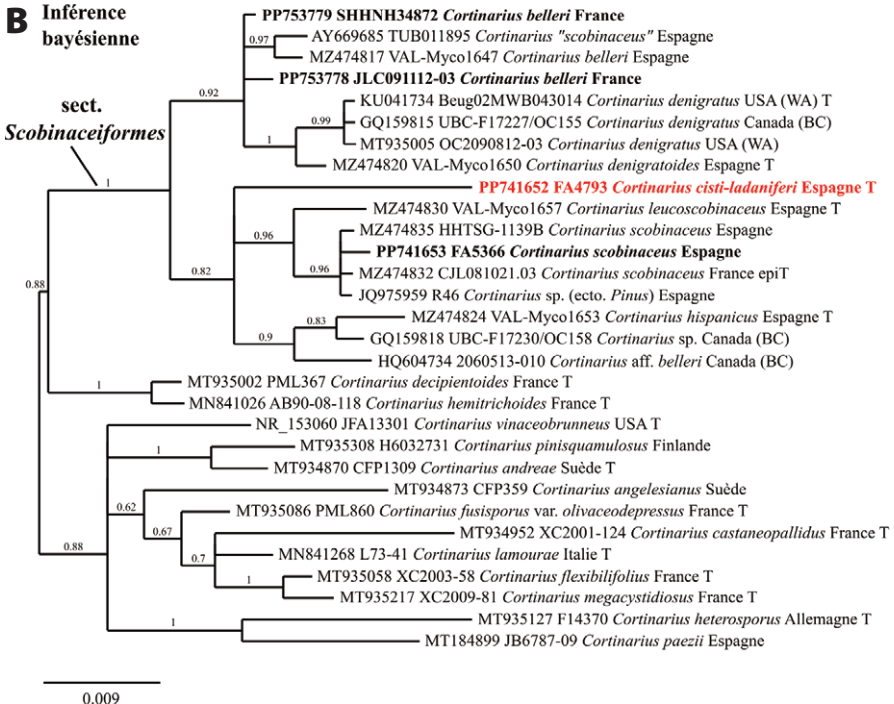 B Inférence
bayésienne
PP753779 SHHNH34872 Cortinarius belleri France
0.97
AY669685 TUB011895 Cortinarius "scobinaceus" Espagne
MZ474817 VAL-Myco1647 Cortinarius belleri Espagne
PP753778 JLC091112-03 Cortinarius belleri France
0.92
sect.
Scobinaceiformes
KU041734 Beug02MWB043014 Cortinarius denigratus USA (WA) T
0.99
GQ159815 UBC-F17227/OC155 Cortinarius denigratus Canada (BC)
1
MT935005 OC2090812-03 Cortinarius denigratus USA (WA)
MZ474820 VAL-Myco1650 Cortinarius denigratoides Espagne T
1
PP741652 FA4793 Cortinarius cisti-ladaniferi Espagne T
MZ474830 VAL-Myco1657 Cortinarius leucoscobinaceus Espagne T
0.96
MZ474835 HHTSG-1139B Cortinarius scobinaceus Espagne
PP741653 FA5366 Cortinarius scobinaceus Espagne
0.82
0.96
MZ474832 CJL081021.03 Cortinarius scobinaceus France epiT
0.88
JQ975959 R46 Cortinarius sp. (ecto. Pinus) Espagne
0.83
MZ474824 VAL-Myco1653 Cortinarius hispanicus Espagne T
0.9
GQ159818 UBC-F17230/OC158 Cortinarius sp. Canada (BC)
HQ604734 2060513-010 Cortinarius aff. belleri Canada (BC)
1
MT935002 PML367 Cortinarius decipientoides France T
MN841026 AB90-08-118 Cortinarius hemitrichoides France T
NR_153060 JFA13301 Cortinarius vinaceobrunneus USA T
1
MT935308 H6032731 Cortinarius pinisquamulosus Finlande
MT934870 CFP1309 Cortinarius andreae Suède T
MT934873 CFP359 Cortinarius angelesianus Suède
0.62
MT935086 PML860 Cortinarius fusisporus var. olivaceodepressus France T
0.67
MT934952 XC2001-124 Cortinarius castaneopallidus France T
0.88
0.7
MN841268 L73-41 Cortinarius lamourae Italie T
1
MT935058 XC2003-58 Cortinarius flexibilifolius France T
MT935217 XC2009-81 Cortinarius megacystidiosus France T
MT935127 F14370 Cortinarius heterosporus Allemagne T
1
MT184899 JB6787-09 Cortinarius paezii Espagne
0.009